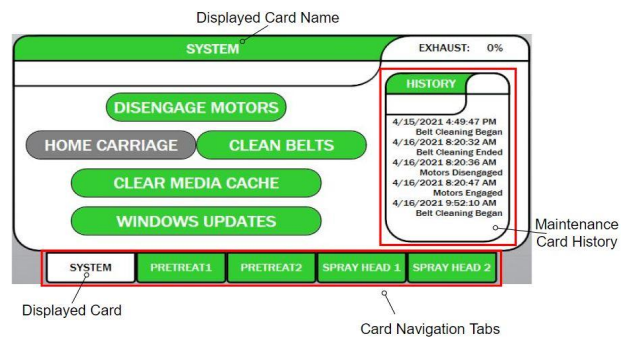 Displayed Card Name
SYSTEM
EXHAUST: 0%
HISTORY
DISENGAGE MOTORS
HOME CARRIAGE
CLEAN BELTS
CLEAR MEDIA CACHE
WINDOWS UPDATES
4/15/2021 4:49:47 PM
Belt Cleaning Began
4/16/2021 8:20:32 AM
Belt Cleaning Ended
4/16/2021 8:20:36 AM
Motors Disengaged
4/16/2021 8:20:47 AM
Motors Engaged
4/16/2021 9:52:10 AM
Belt Cleaning Began
Maintenance
Card History
SYSTEM
PRETREAT1
PRETREAT2
SPRAY HEAD 1
SPRAY HEAD 2
Displayed Card
Card Navigation Tabs